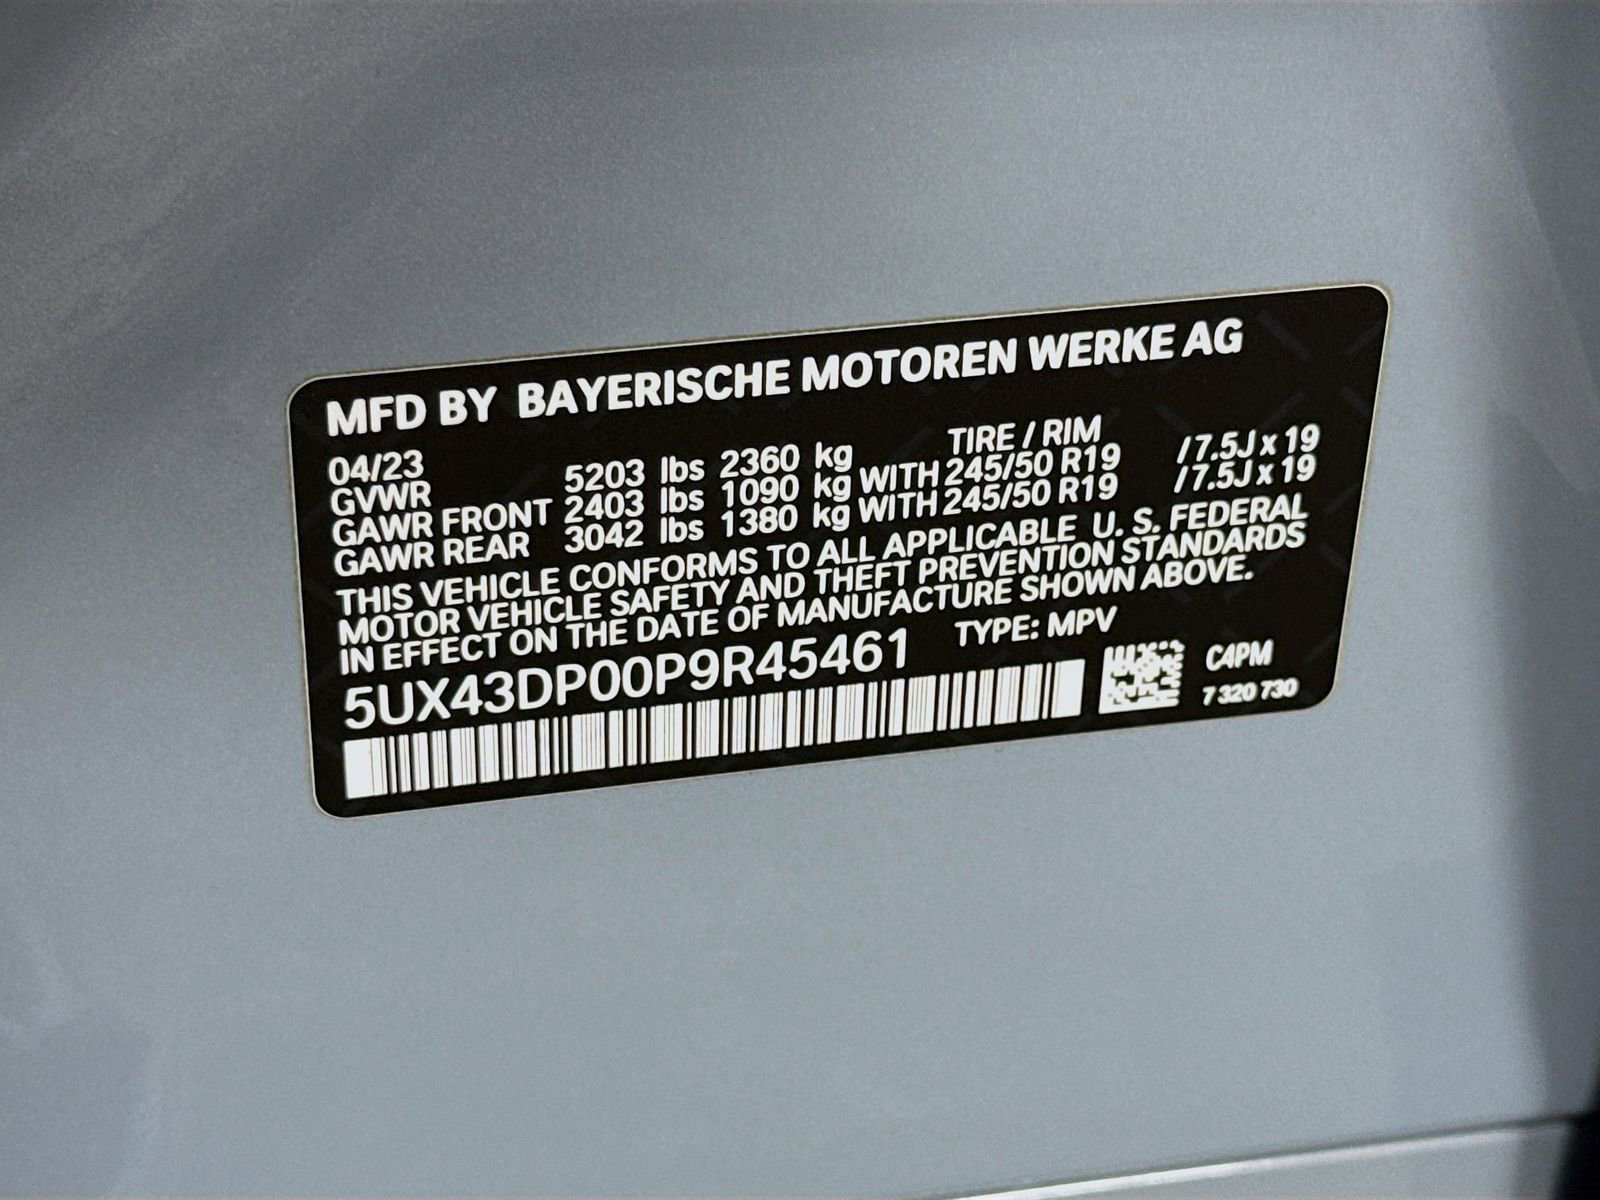 MFD BY BAYERISCHE MOTOREN WERKE AG
04/23 TIRE / RIM
GVWR 5203 lbs 2360 kg
GAWR FRONT 2403 lbs 1090 kg WITH 245/50 R19 /7.5J x 19
GAWR REAR 3042 lbs 1380 kg WITH 245/50 R19 /7.5J x 19
THIS VEHICLE CONFORMS TO ALL APPLICABLE U. S. FEDERAL
MOTOR VEHICLE SAFETY AND THEFT PREVENTION STANDARDS
IN EFFECT ON THE DATE OF MANUFACTURE SHOWN ABOVE.
5UX43DP00P9R45461 TYPE: MPV
C4PM
7 320 730